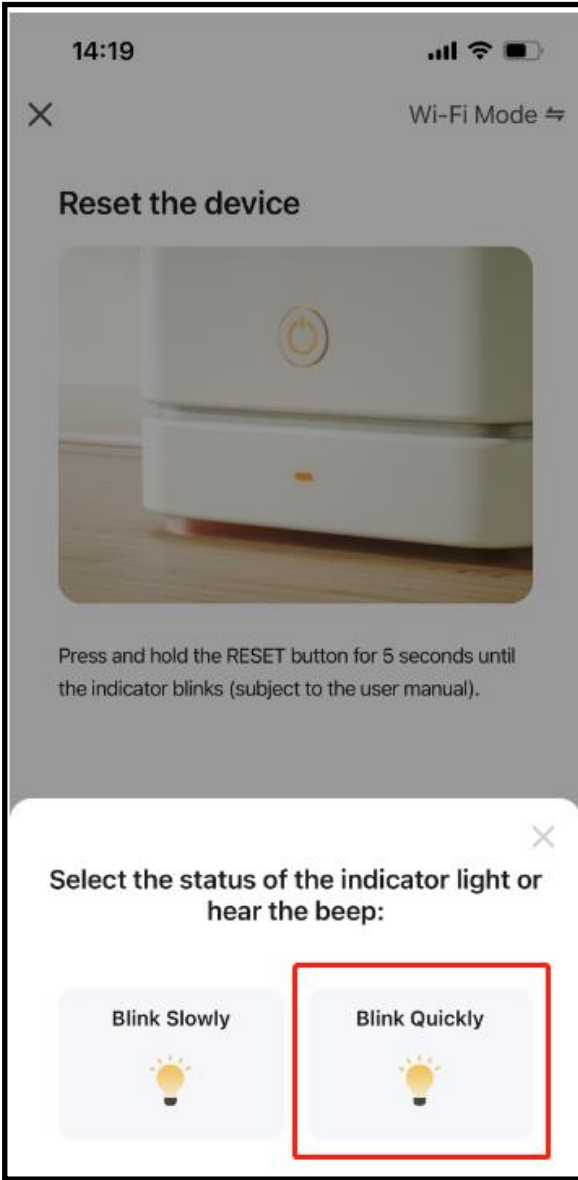 14:19
Wi-Fi Mode ⇋
Reset the device
Press and hold the RESET button for 5 seconds until
the indicator blinks (subject to the user manual).
Select the status of the indicator light or
hear the beep:
Blink Slowly
Blink Quickly